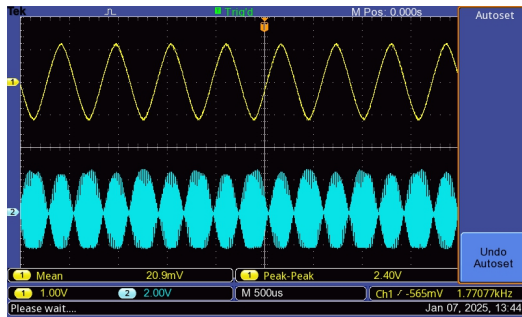 Tek Trig'd M Pos: 0.000s Autoset
T
1
2
Undo
Autoset
1 Mean 20.9mV 1 Peak-Peak 2.40V
1 1.00V 2 2.00V M 500us Ch1 -565mV 1.77077kHz
Please wait.... Jan 07, 2025, 13:44